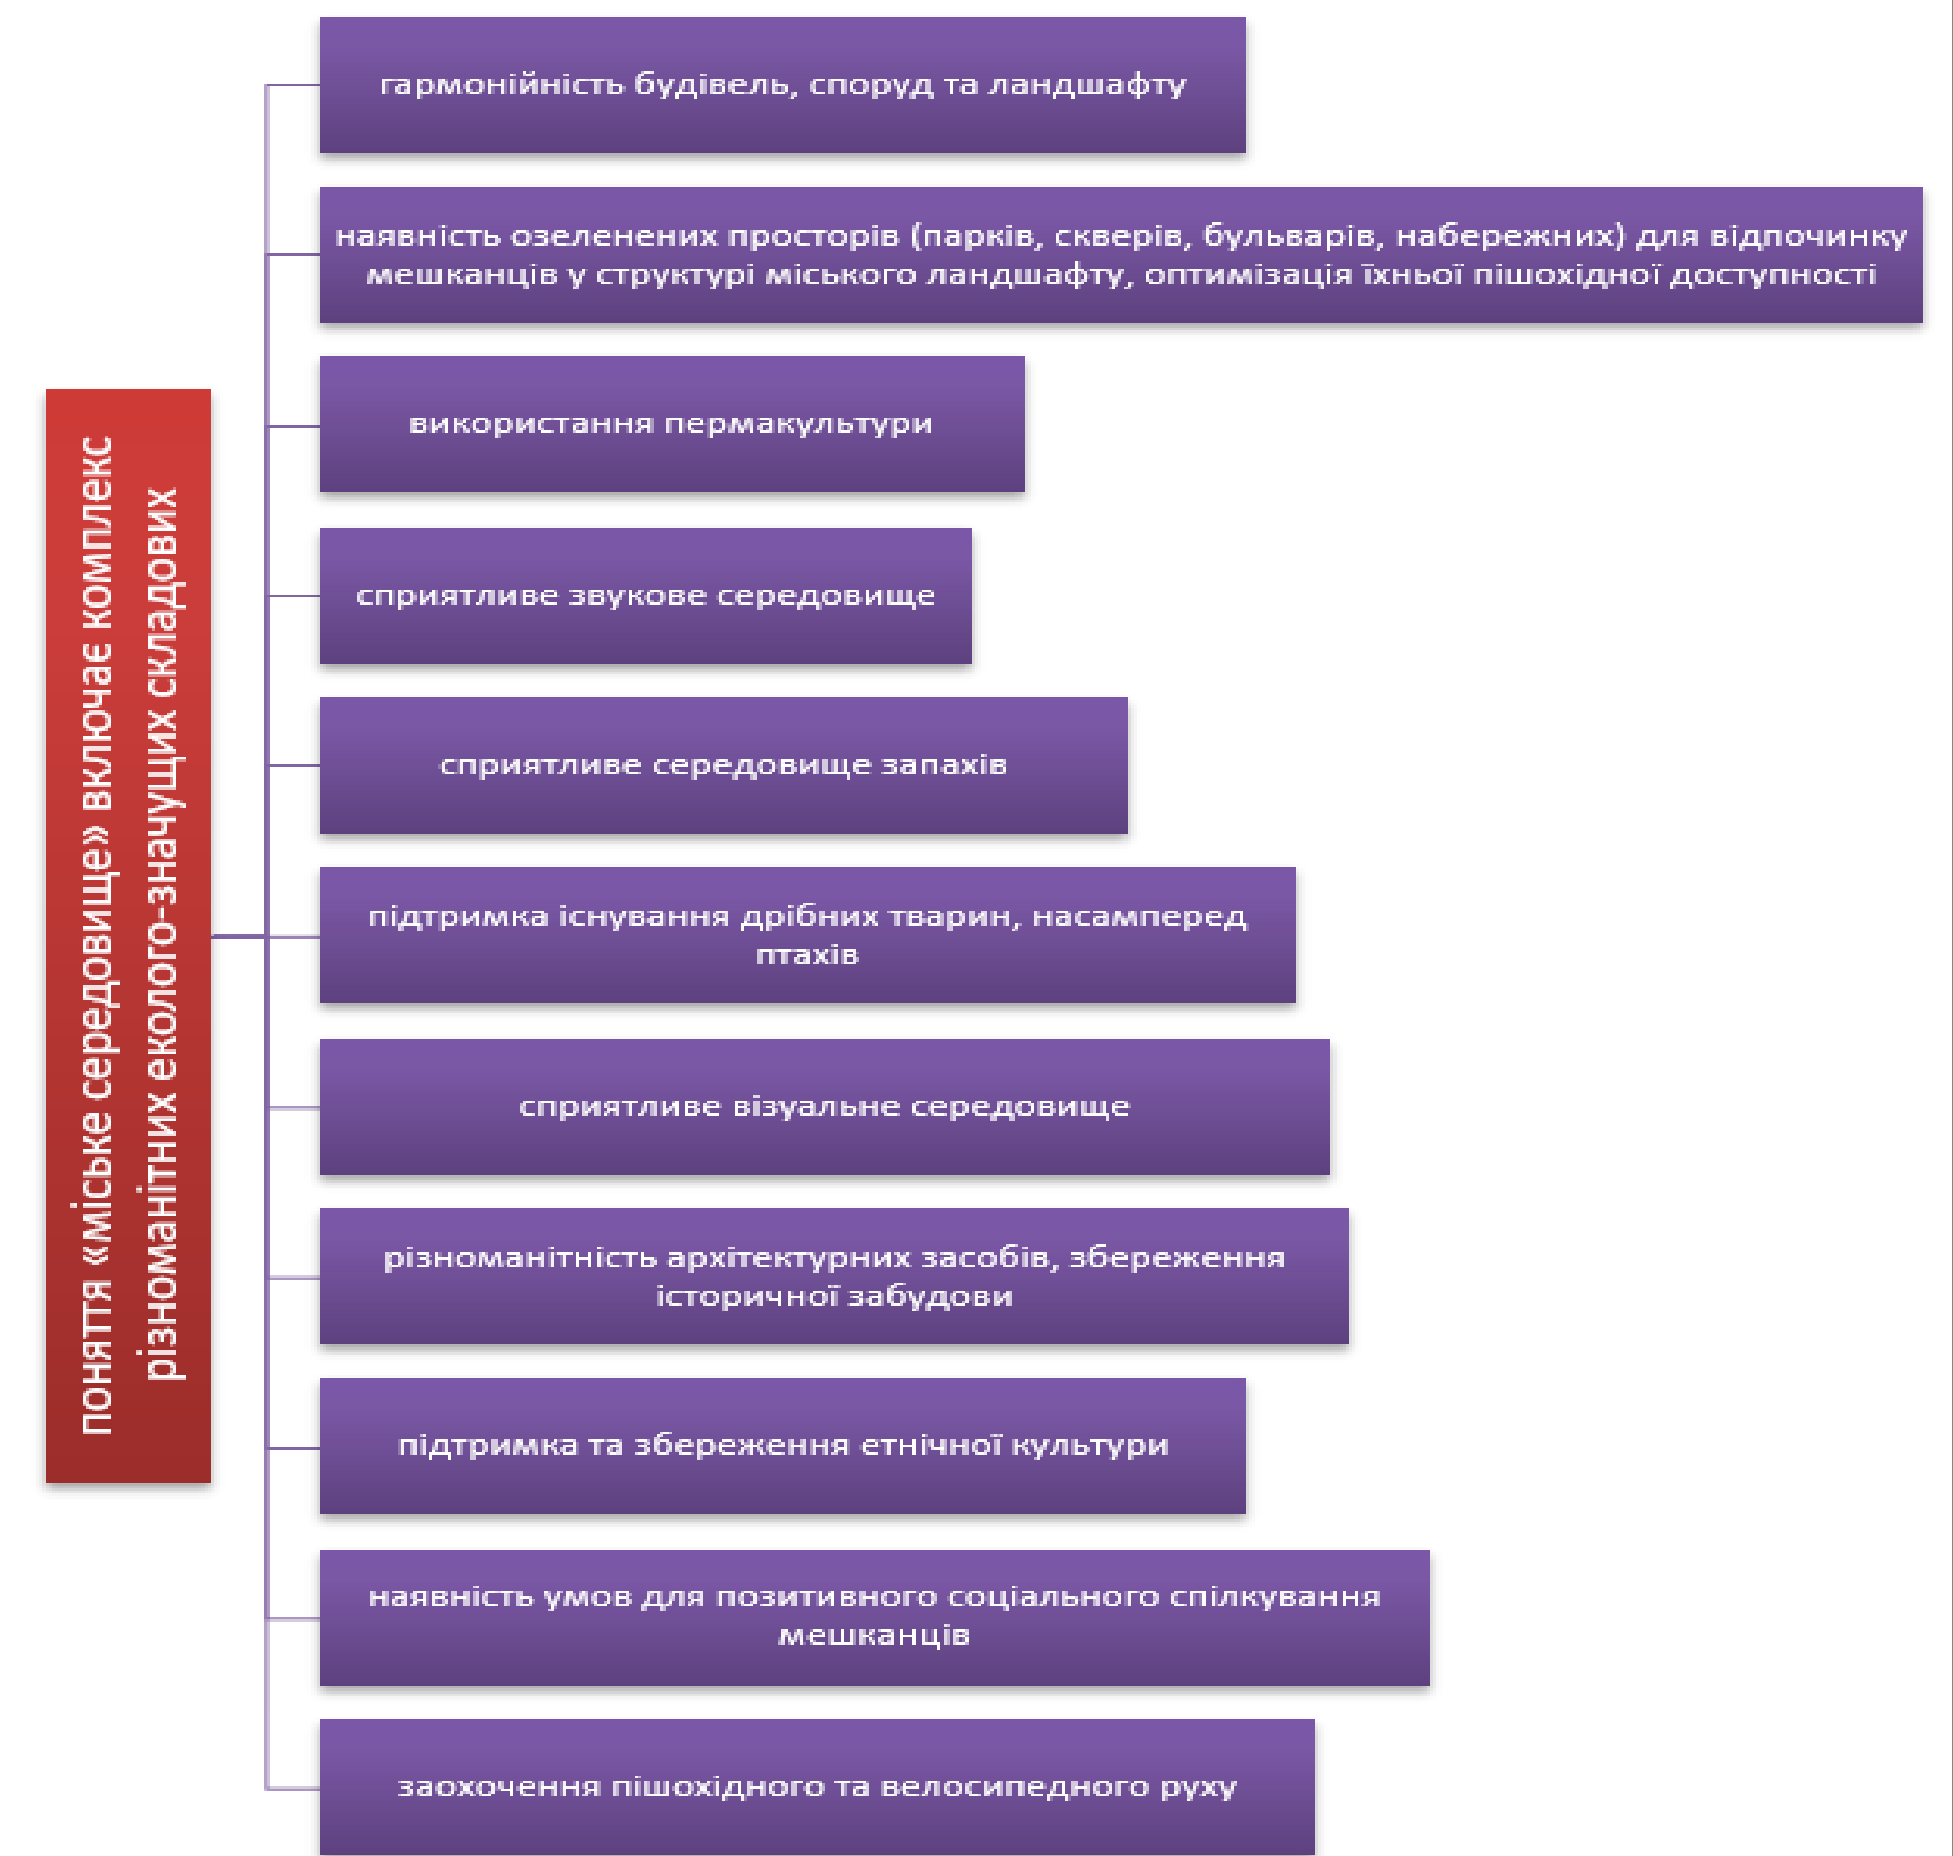 поняття «міське середовище» включає комплекс
різноманітних еколого-значущих складових
гармонійність будівель, споруд та ландшафту
наявність озеленених просторів (парків, скверів, бульварів, набережних) для відпочинку
мешканців у структурі міського ландшафту, оптимізація їхньої пішохідної доступності
використання пермакультури
сприятливе звукове середовище
сприятливе середовище запахів
підтримка існування дрібних тварин, насамперед
птахів
сприятливе візуальне середовище
різноманітність архітектурних засобів, збереження
історичної забудови
підтримка та збереження етнічної культури
наявність умов для позитивного соціального спілкування
мешканців
заохочення пішохідного та велосипедного руху